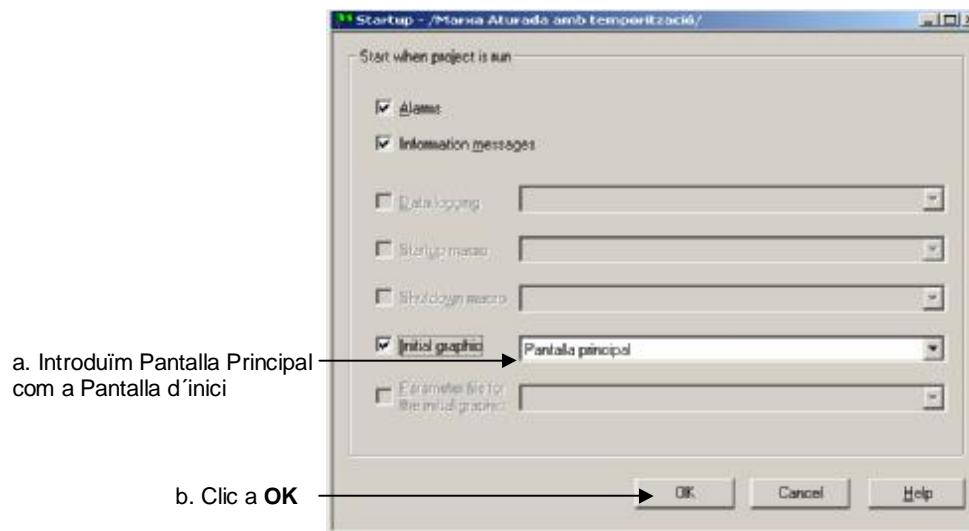 Startup - /Marxa Aturada amb temporització/
Start when project is run
Alarms
Information messages
Data logging
Startup macro
Shutdown macro
a. Introduïm Pantalla Principal
com a Pantalla d´inici
Initial graphic
Pantalla principal
Parameter file for
the initial graphic
b. Clic a OK
OK
Cancel
Help